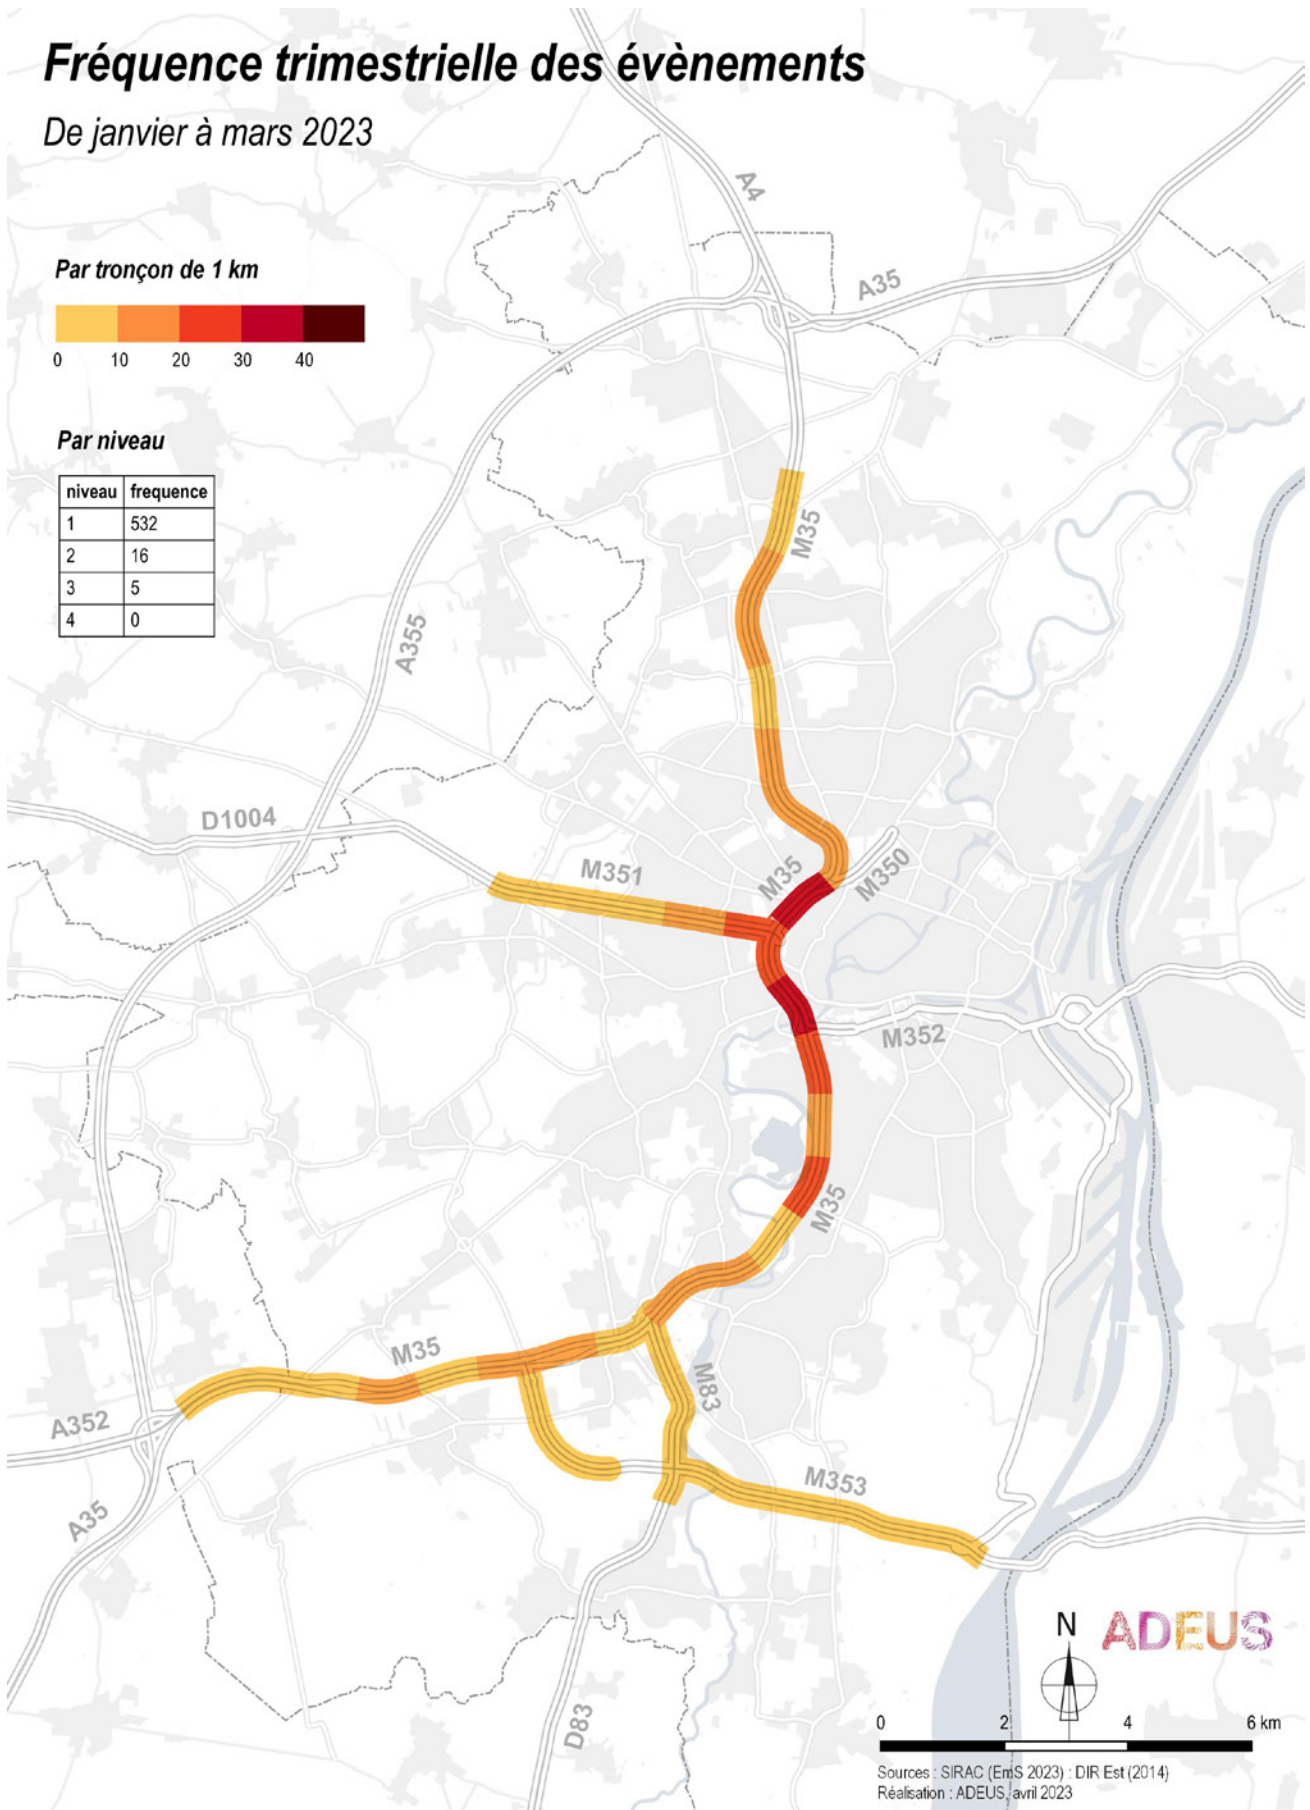 Fréquence trimestrielle des évènements
De janvier à mars 2023
A4
A35
Par tronçon de 1 km
0 10 20 30 40
Par niveau
niveau frequence
1 532
2 16
3 5
4 0
M35
A355
D1004
M351
M35
M350
M352
M35
M35
M83
A352
M353
A35
N
ADEUS
D83
0 2 4 6 km
Sources : SIRAC (EmS 2023) : DIR Est (2014)
Réalisation : ADEUS, avril 2023